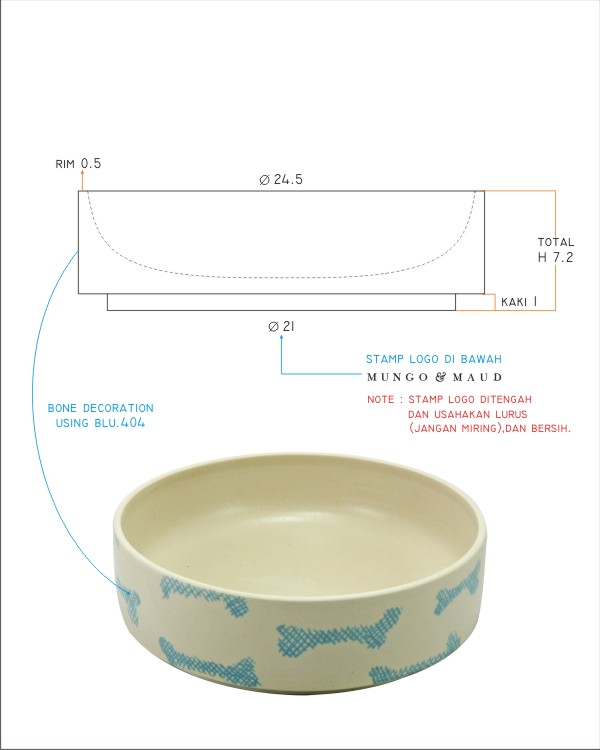 RIM 0.5
Ø 24.5
TOTAL
H 7.2
KAKI 1
Ø 21
STAMP LOGO DI BAWAH
MUNGO & MAUD
NOTE : STAMP LOGO DITENGAH
DAN USAHAKAN LURUS
(JANGAN MIRING),DAN BERSIH.
BONE DECORATION
USING BLU.404